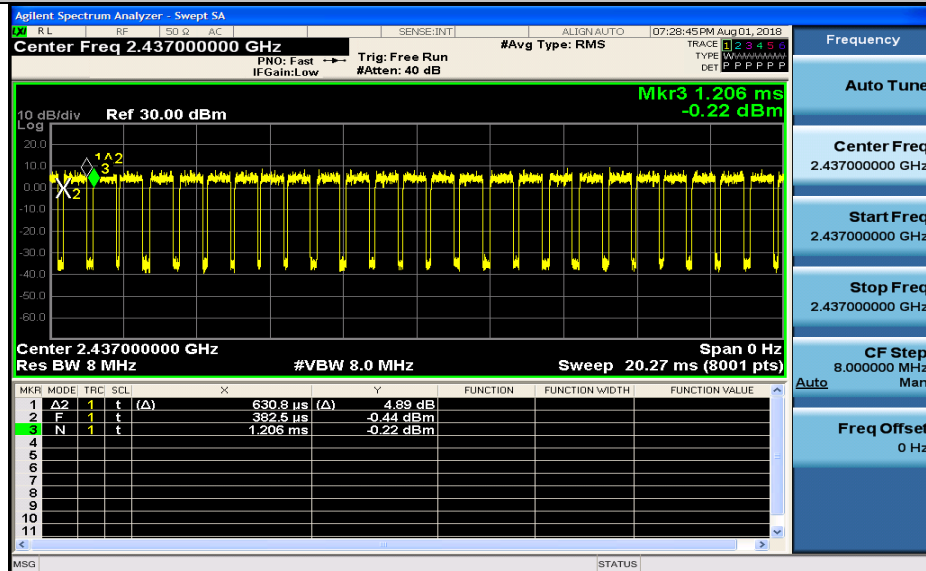 Agilent Spectrum Analyzer - Swept SA
LXI RL RF 50 Ω AC SENSE:INT ALIGN AUTO 07:28:45 PM Aug 01, 2018
Center Freq 2.437000000 GHz #Avg Type: RMS TRACE 1 2 3 4 5 6
PNO: Fast Trig: Free Run TYPE
IFGain:Low #Atten: 40 dB DET P P P P P P
Mkr3 1.206 ms
10 dB/div Ref 30.00 dBm -0.22 dBm
Log
20.0
10.0
0.00
-10.0
-20.0
-30.0
-40.0
-50.0
-60.0
1^2
3
X2
Center 2.437000000 GHz Span 0 Hz
Res BW 8 MHz #VBW 8.0 MHz Sweep 20.27 ms (8001 pts)
MKR MODE TRC SCL X Y FUNCTION FUNCTION WIDTH FUNCTION VALUE
1 Δ2 1 t (Δ) 630.8 µs (Δ) 4.89 dB
2 F 1 t 382.5 µs -0.44 dBm
3 N 1 t 1.206 ms -0.22 dBm
4
5
6
7
8
9
10
11
MSG STATUS
Frequency
Auto Tune
Center Freq
2.437000000 GHz
Start Freq
2.437000000 GHz
Stop Freq
2.437000000 GHz
CF Step
8.000000 MHz
Auto Man
Freq Offset
0 Hz